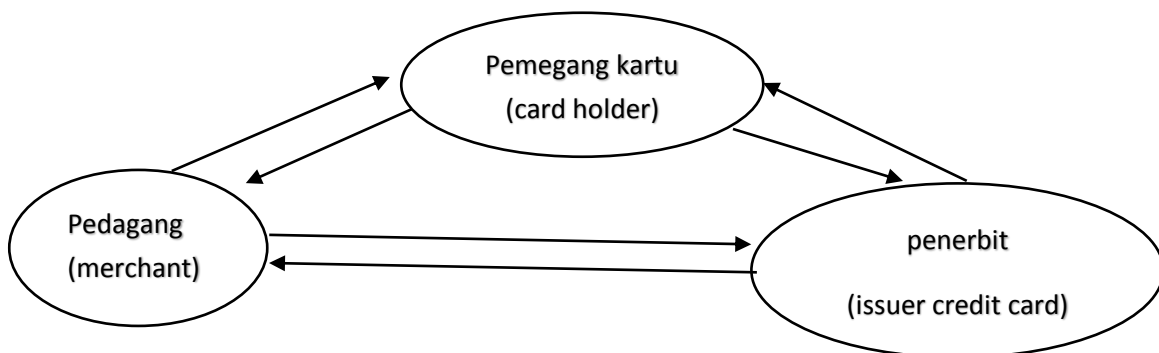 Pemegang kartu
(card holder)
Pedagang
(merchant)
penerbit
(issuer credit card)